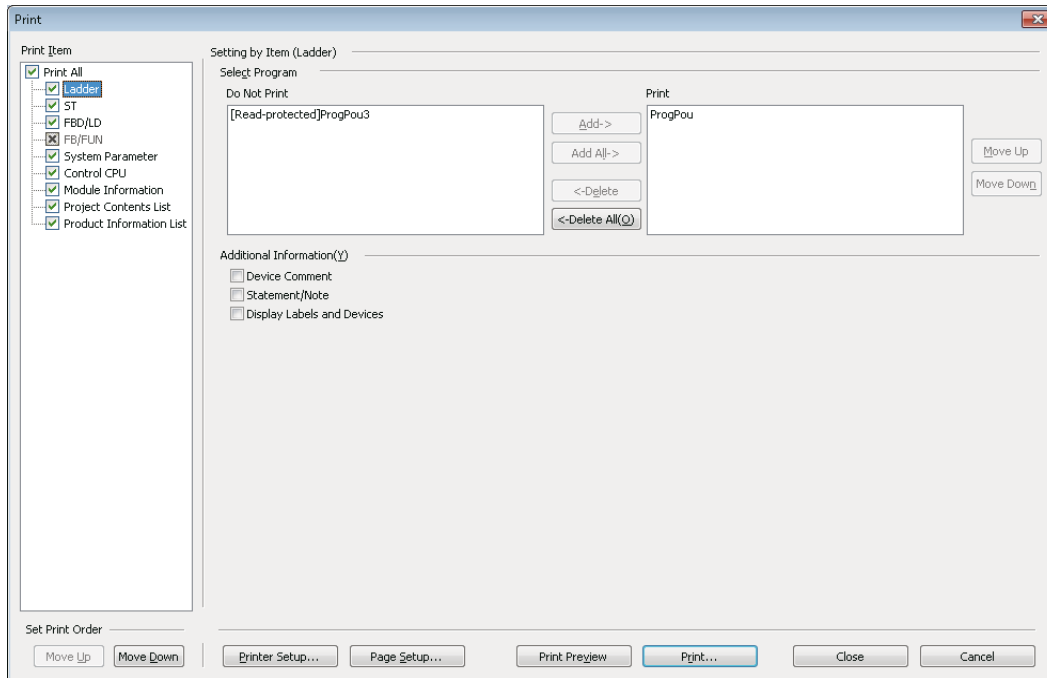 Print
Print Item
Print All
Ladder
ST
FBD/LD
FB/FUN
System Parameter
Control CPU
Module Information
Project Contents List
Product Information List
Setting by Item (Ladder)
Select Program
Do Not Print
[Read-protected]ProgPou3
Add->
Add All->
<-Delete
<-Delete All(O)
Print
ProgPou
Move Up
Move Down
Additional Information(Y)
Device Comment
Statement/Note
Display Labels and Devices
Set Print Order
Move Up Move Down Printer Setup... Page Setup... Print Preview Print... Close Cancel